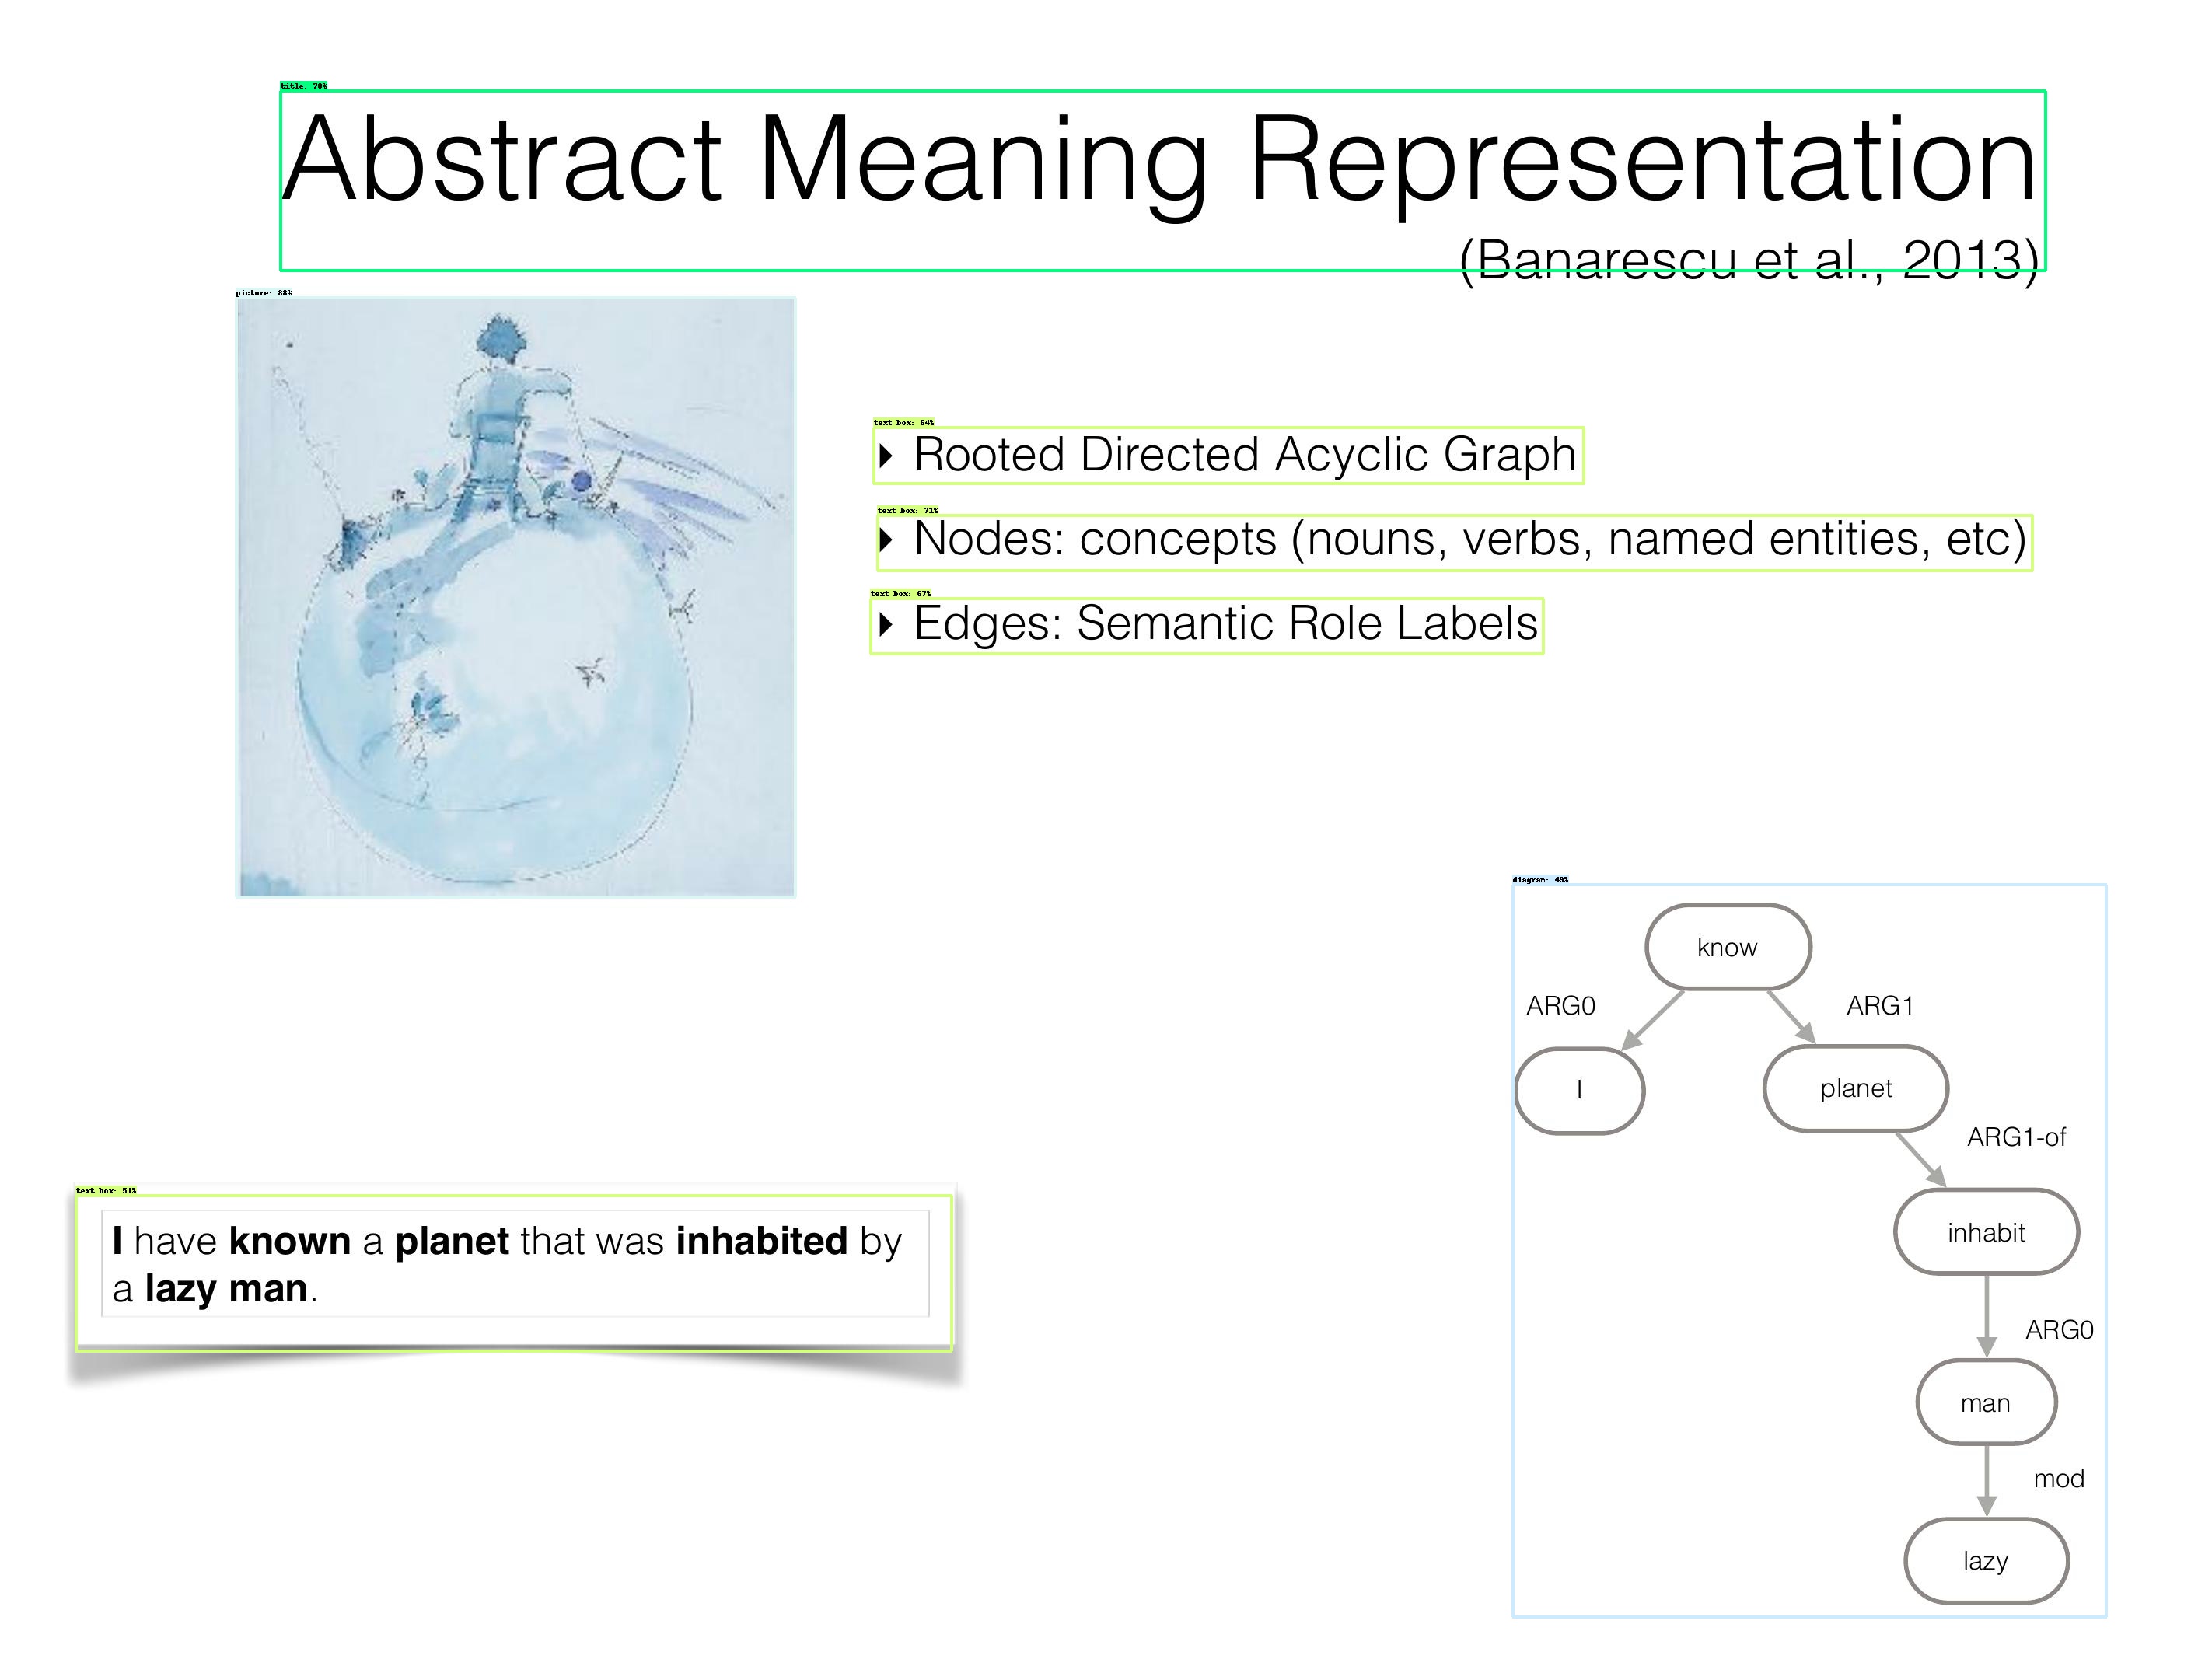 title: 78%
Abstract Meaning Representation
(Banarescu et al., 2013)
picture: 88%
text box: 64%
‣ Rooted Directed Acyclic Graph
text box: 71%
‣ Nodes: concepts (nouns, verbs, named entities, etc)
text box: 67%
‣ Edges: Semantic Role Labels
diagram: 49%
know
ARG0
ARG1
I
planet
ARG1-of
inhabit
ARG0
man
mod
lazy
text box: 51%
I have known a planet that was inhabited by
a lazy man.